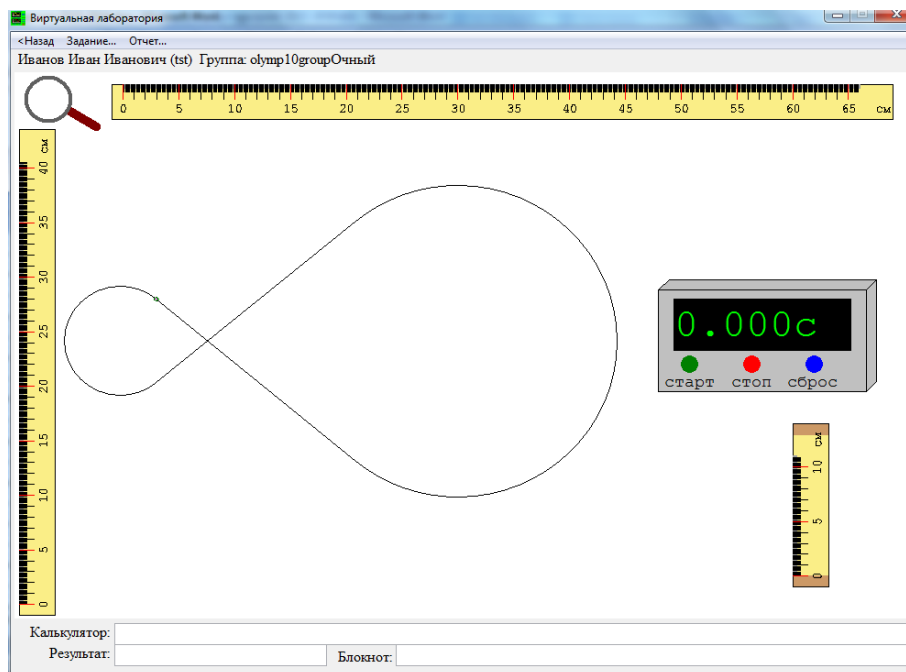 Виртуальная лаборатория
<Назад Задание... Отчет...
Иванов Иван Иванович (tst) Группа: olymp10groupОчный
0 5 10 15 20 25 30 35 40 45 50 55 60 65 см
см
40
35
30
25
20
15
10
5
0
0.000с
старт стоп сброс
см
10
5
0
Калькулятор:
Результат: Блокнот: